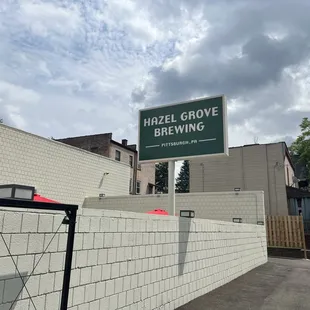 HAZEL GROVE
BREWING
PITTSBURGH, PA